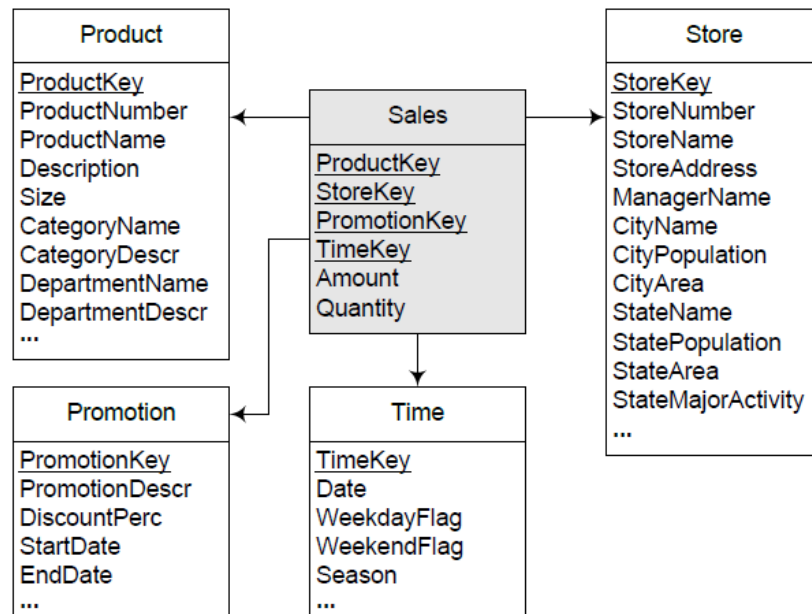 Product
ProductKey
ProductNumber
ProductName
Description
Size
CategoryName
CategoryDescr
DepartmentName
DepartmentDescr
...
Sales
ProductKey
StoreKey
PromotionKey
TimeKey
Amount
Quantity
Store
StoreKey
StoreNumber
StoreName
StoreAddress
ManagerName
CityName
CityPopulation
CityArea
StateName
StatePopulation
StateArea
StateMajorActivity
...
Promotion
PromotionKey
PromotionDescr
DiscountPerc
StartDate
EndDate
...
Time
TimeKey
Date
WeekdayFlag
WeekendFlag
Season
...